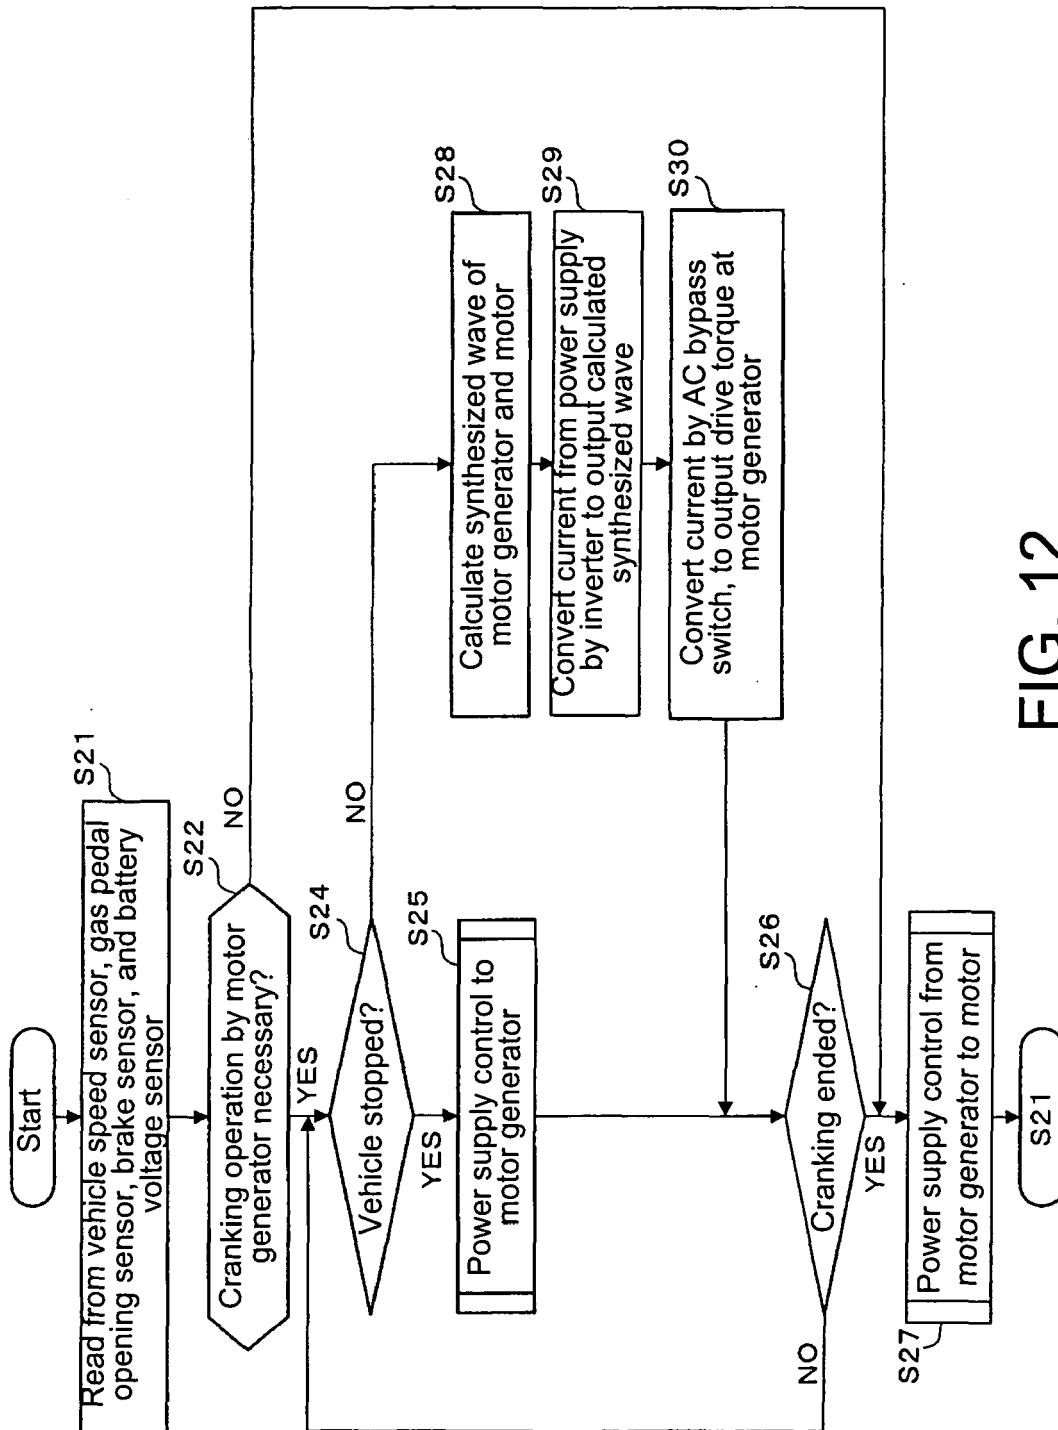 Start
S21
Read from vehicle speed sensor, gas pedal
opening sensor, brake sensor, and battery
voltage sensor
S22
Cranking operation by motor
generator necessary?
NO
YES
S24
Vehicle stopped?
NO
YES
S25
Power supply control to
motor generator
S28
Calculate synthesized wave of
motor generator and motor
S29
Convert current from power supply
by inverter to output calculated
synthesized wave
S30
Convert current by AC bypass
switch, to output drive torque at
motor generator
S26
Cranking ended?
NO
YES
S27
Power supply control from
motor generator to motor
S21
FIG. 12